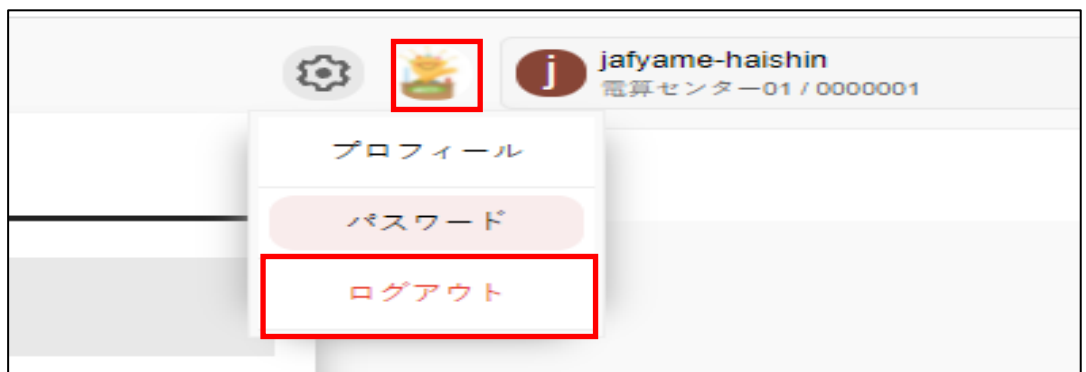 j
jafyame-haishin
電算センター01 / 0000001
プロフィール
パスワード
ログアウト